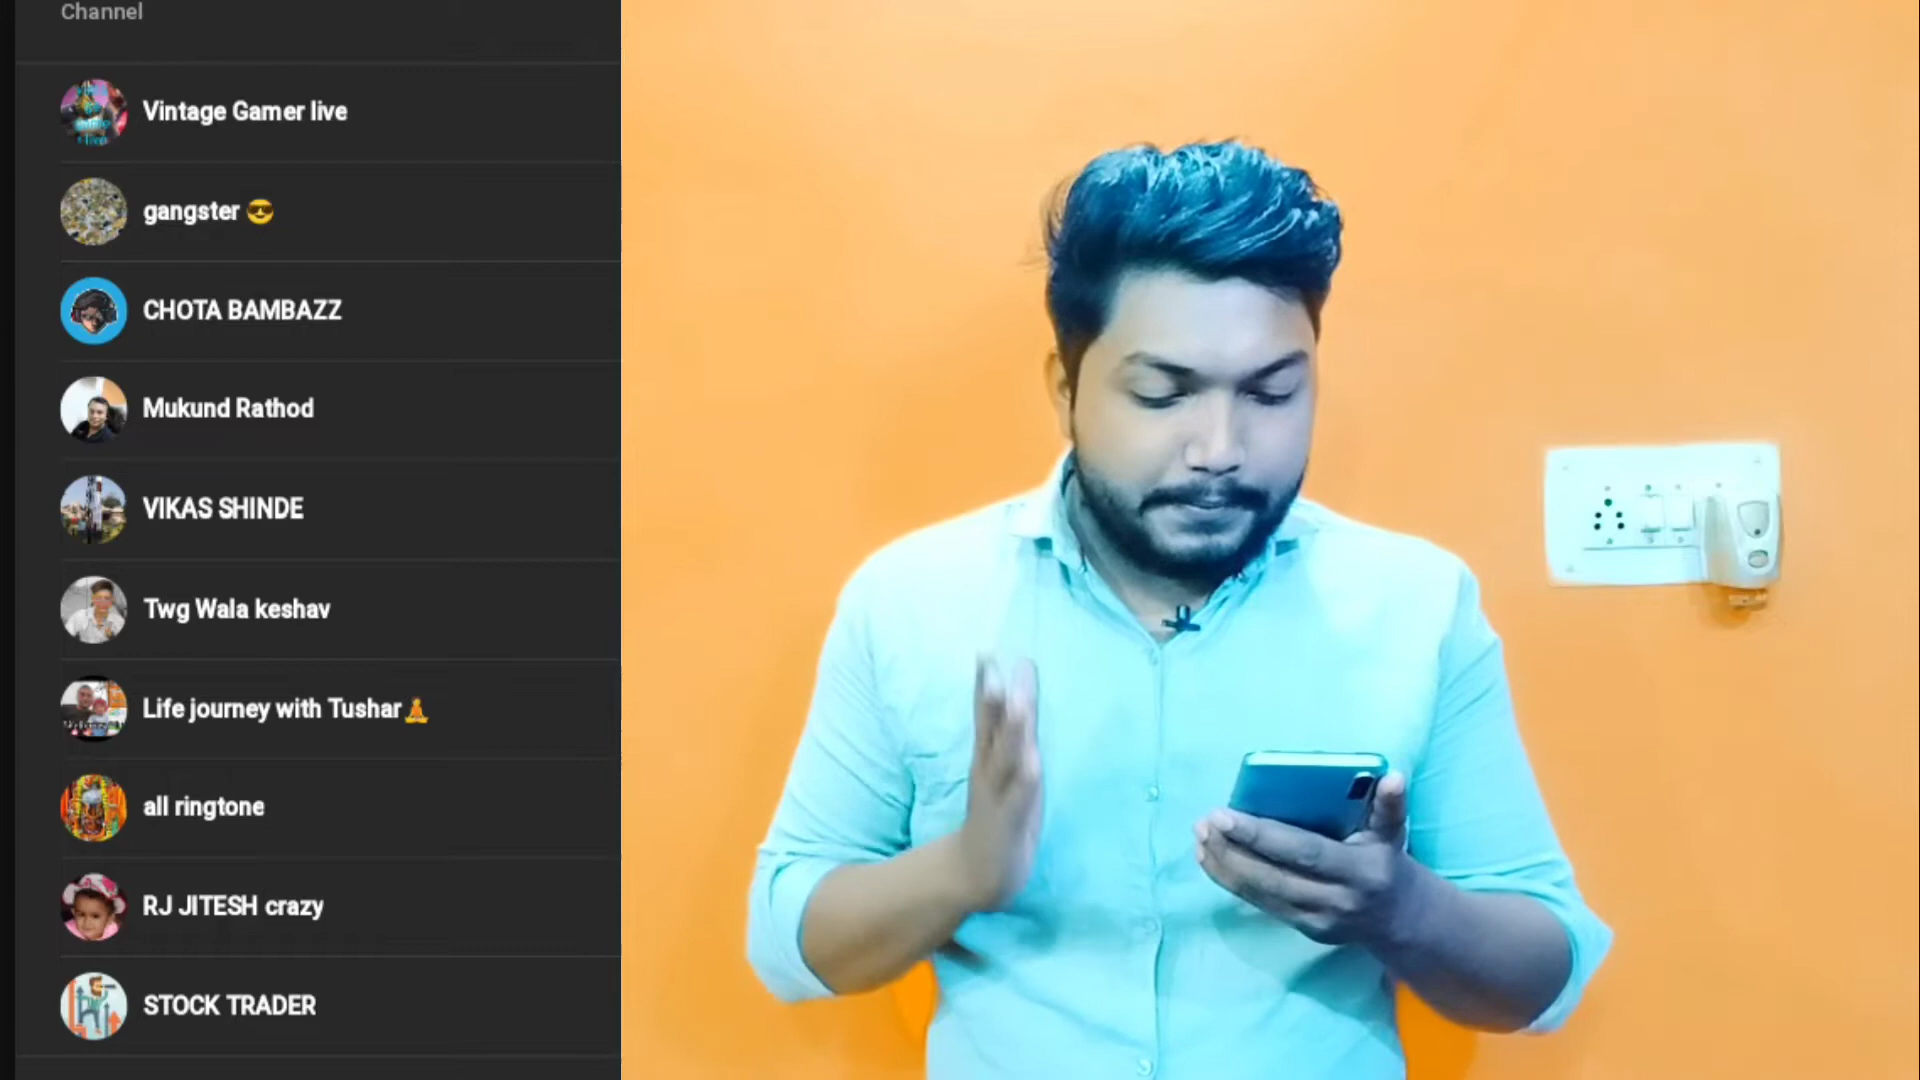 Channel
Vintage Gamer live
gangster 😎
CHOTA BAMBAZZ
Mukund Rathod
VIKAS SHINDE
Twg Wala keshav
Life journey with Tushar🧘
all ringtone
RJ JITESH crazy
STOCK TRADER